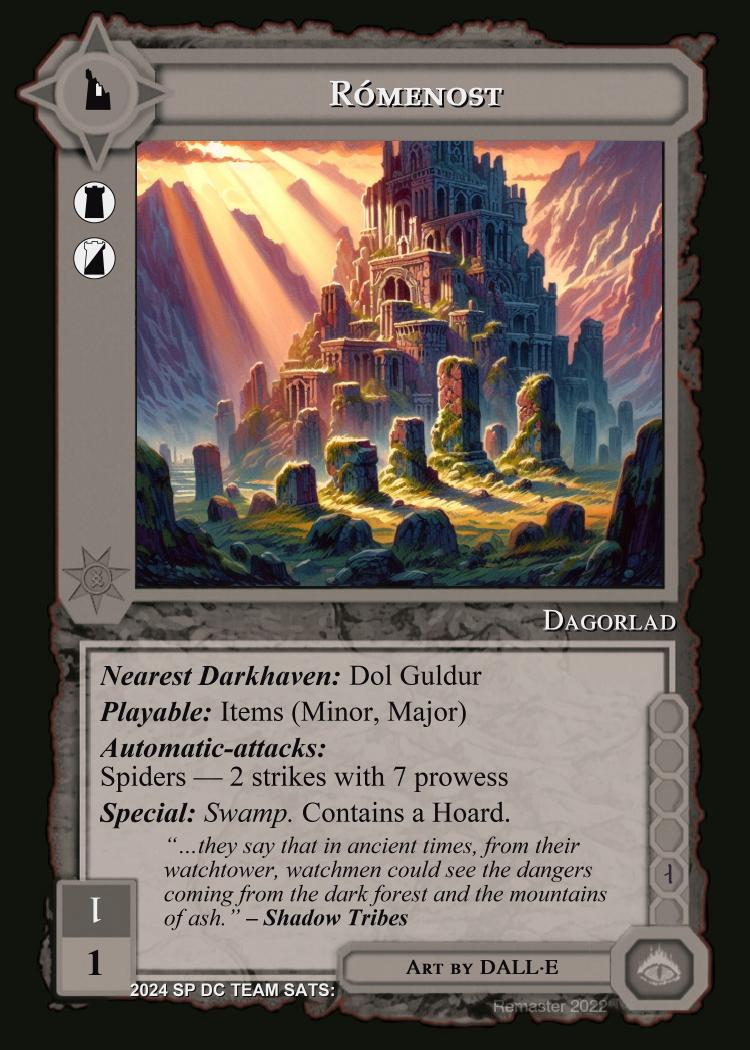 Rómenost
Dagorlad
Nearest Darkhaven: Dol Guldur
Playable: Items (Minor, Major)
Automatic-attacks:
Spiders — 2 strikes with 7 prowess
Special: Swamp. Contains a Hoard.
“...they say that in ancient times, from their
watchtower, watchmen could see the dangers
coming from the dark forest and the mountains
of ash.” – Shadow Tribes
1
Art by DALL·E
2024 SP DC TEAM SATS:
Remaster 2022